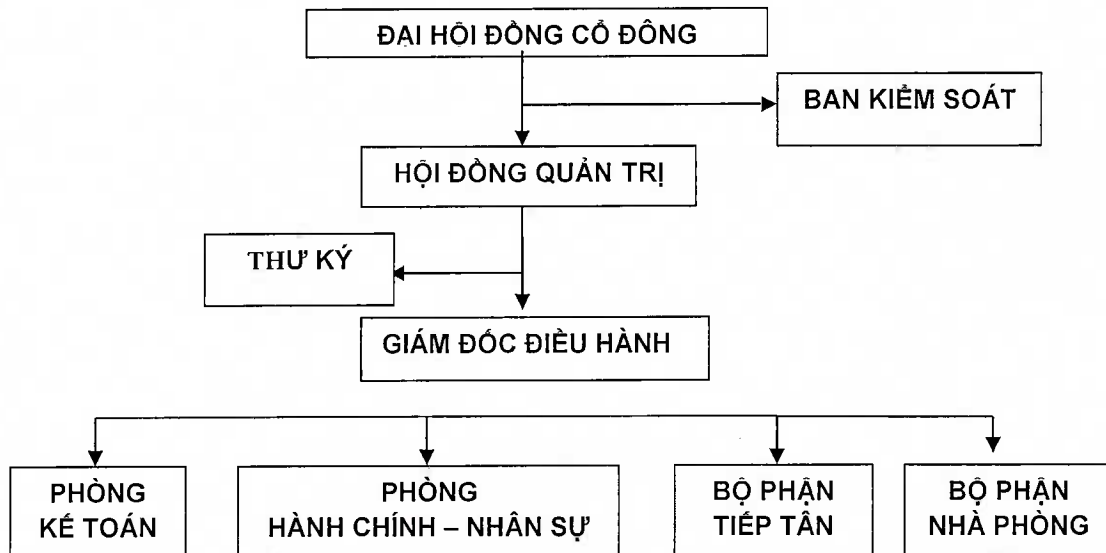 ĐẠI HỘI ĐỒNG CỔ ĐÔNG
BAN KIỂM SOÁT
HỘI ĐỒNG QUẢN TRỊ
THƯ KÝ
GIÁM ĐỐC ĐIỀU HÀNH
PHÒNG
KẾ TOÁN
PHÒNG
HÀNH CHÍNH – NHÂN SỰ
BỘ PHẬN
TIẾP TÂN
BỘ PHẬN
NHÀ PHÒNG